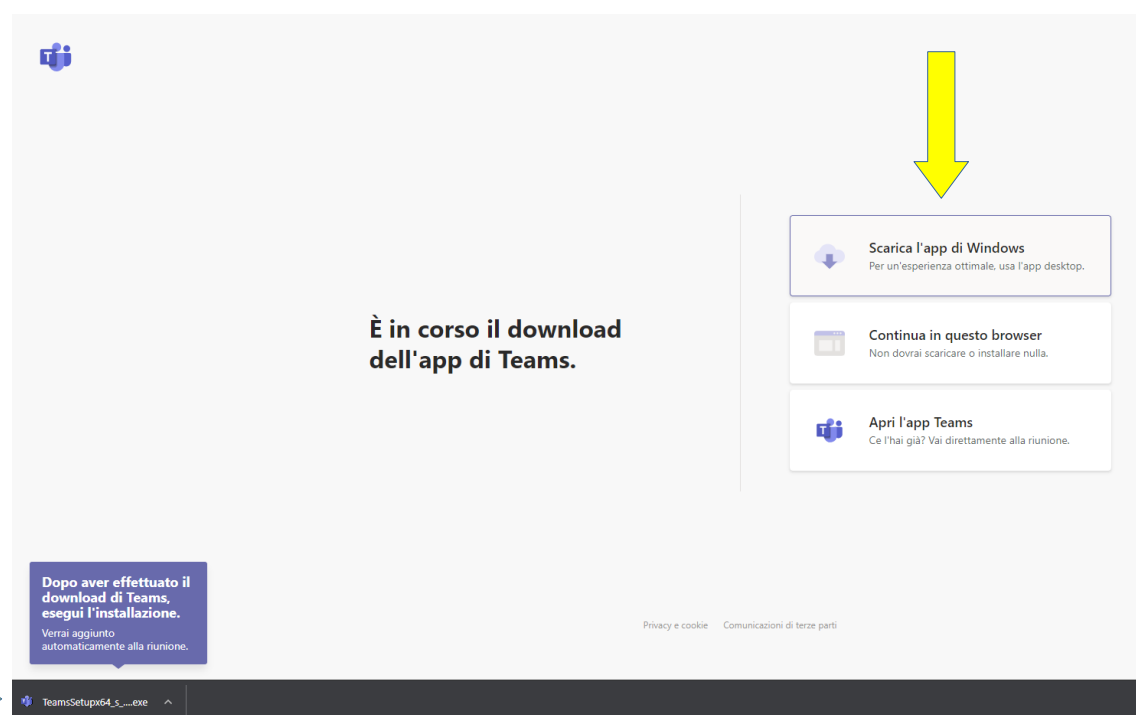 Scarica l'app di Windows
Per un'esperienza ottimale, usa l'app desktop.
È in corso il download
dell'app di Teams.
Continua in questo browser
Non dovrai scaricare o installare nulla.
Apri l'app Teams
Ce l'hai già? Vai direttamente alla riunione.
Dopo aver effettuato il
download di Teams,
esegui l'installazione.
Verrai aggiunto
automaticamente alla riunione.
Privacy e cookie Comunicazioni di terze parti
TeamsSetupx64_s_....exe